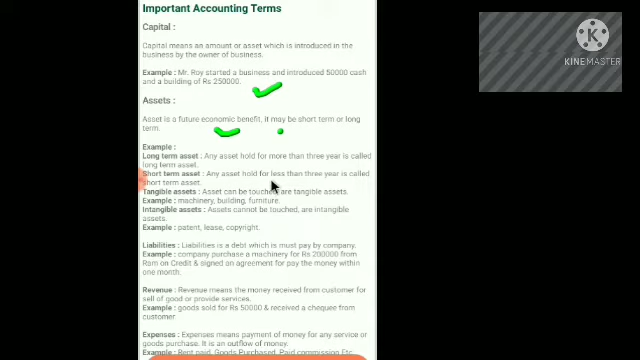 Important Accounting Terms
Capital :
Capital means an amount or asset which is introduced in the
business by the owner of business.
Example : Mr. Roy started a business and introduced 50000 cash
and a building of Rs 250000.
Assets :
Asset is a future economic benefit, it may be short term or long
term.
Example :
Long term asset : Any asset hold for more than three year is called
long term asset.
Short term asset : Any asset hold for less than three year is called
short term asset.
Tangible assets : Asset can be touched, are tangible assets.
Example : machinery, building, furniture.
Intangible assets : Assets cannot be touched, are intangible
assets.
Example : patent, lease, copyright.
Liabilities : Liabilities is a debt which is must pay by company.
Example : company purchase a machinery for Rs 200000 from
Ram on Credit & signed an agreement for pay the money within
one month.
Revenue : Revenue means the money received from customer for
sell of good or provide services.
Example : goods sold for Rs 50000 & received a chequee from
customer
Expenses : Expenses means payment of money for any service or
goods purchase. It is an outflow of money.
Example : Rent paid, Goods Purchased, Paid commission Etc
K
KINEMASTER